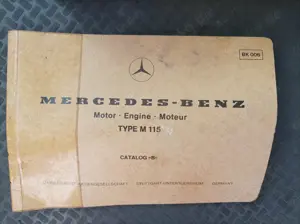 BK 006
MERCEDES-BENZ
Motor · Engine · Moteur
TYPE M 115
CATALOG «B»